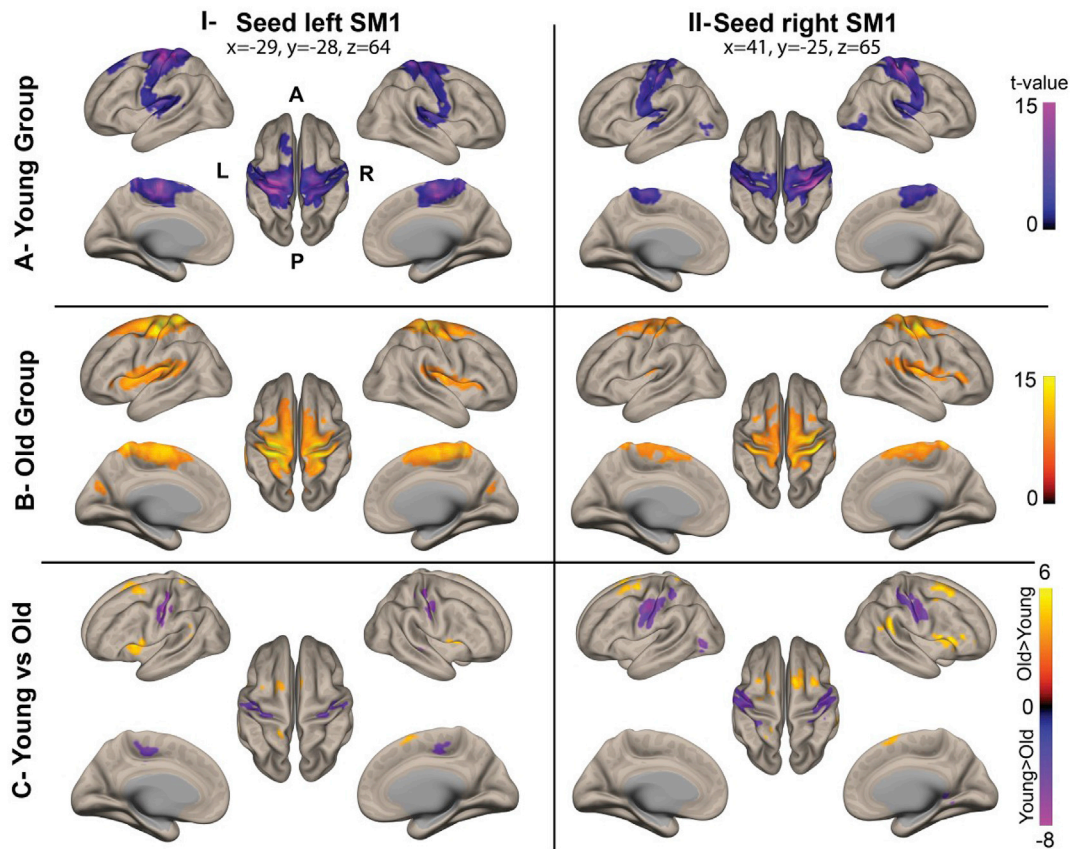 I- Seed left SM1
x=-29, y=-28, z=64
II-Seed right SM1
x=41, y=-25, z=65
A- Young Group
A
L
R
P
t-value
15
0
B- Old Group
15
0
C- Young vs Old
6
Old>Young
0
Young>Old
-8